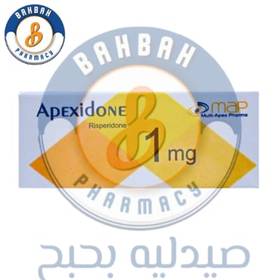 BAHBAH
PHARMACY
APEXIDONE
Risperidone
1 mg
map
Multi-Apex Pharma
BAHBAH
PHARMACY
صيدليه بحبح